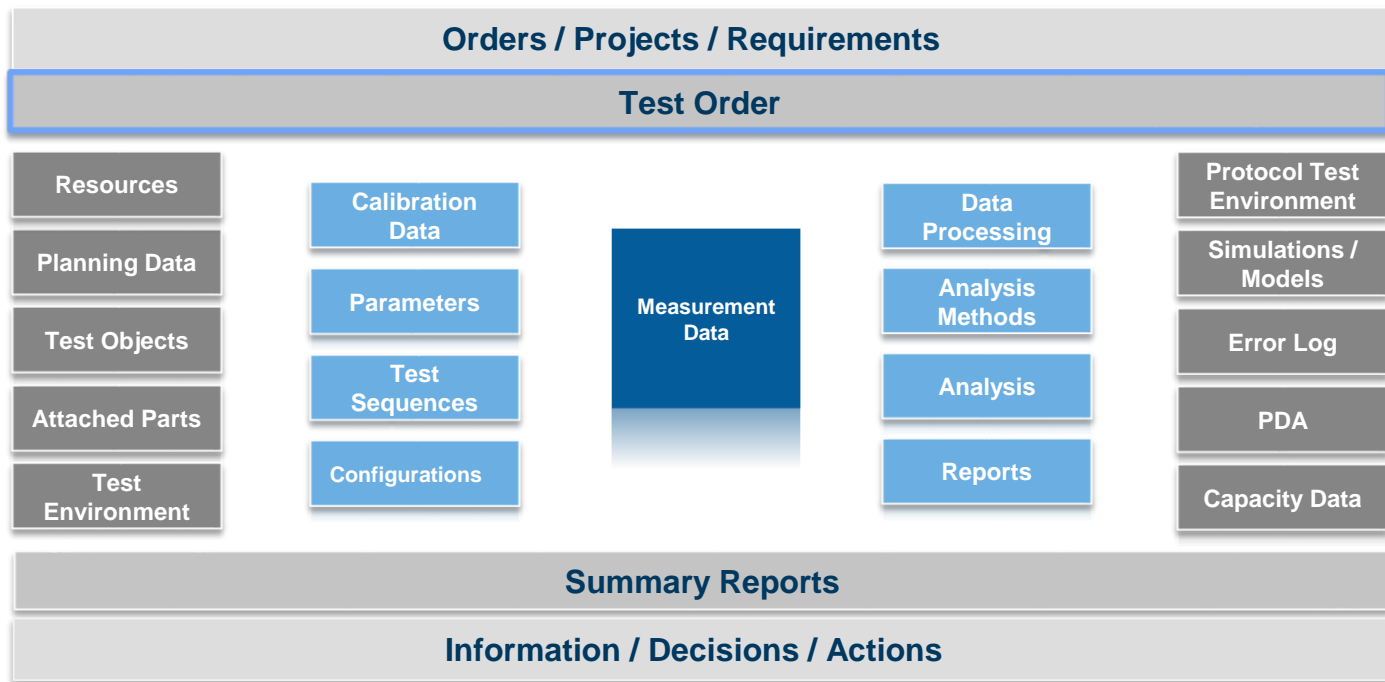 Orders / Projects / Requirements
Test Order
Resources
Planning Data
Test Objects
Attached Parts
Test
Environment
Calibration
Data
Parameters
Test
Sequences
Configurations
Measurement
Data
Data
Processing
Analysis
Methods
Analysis
Reports
Protocol Test
Environment
Simulations /
Models
Error Log
PDA
Capacity Data
Summary Reports
Information / Decisions / Actions